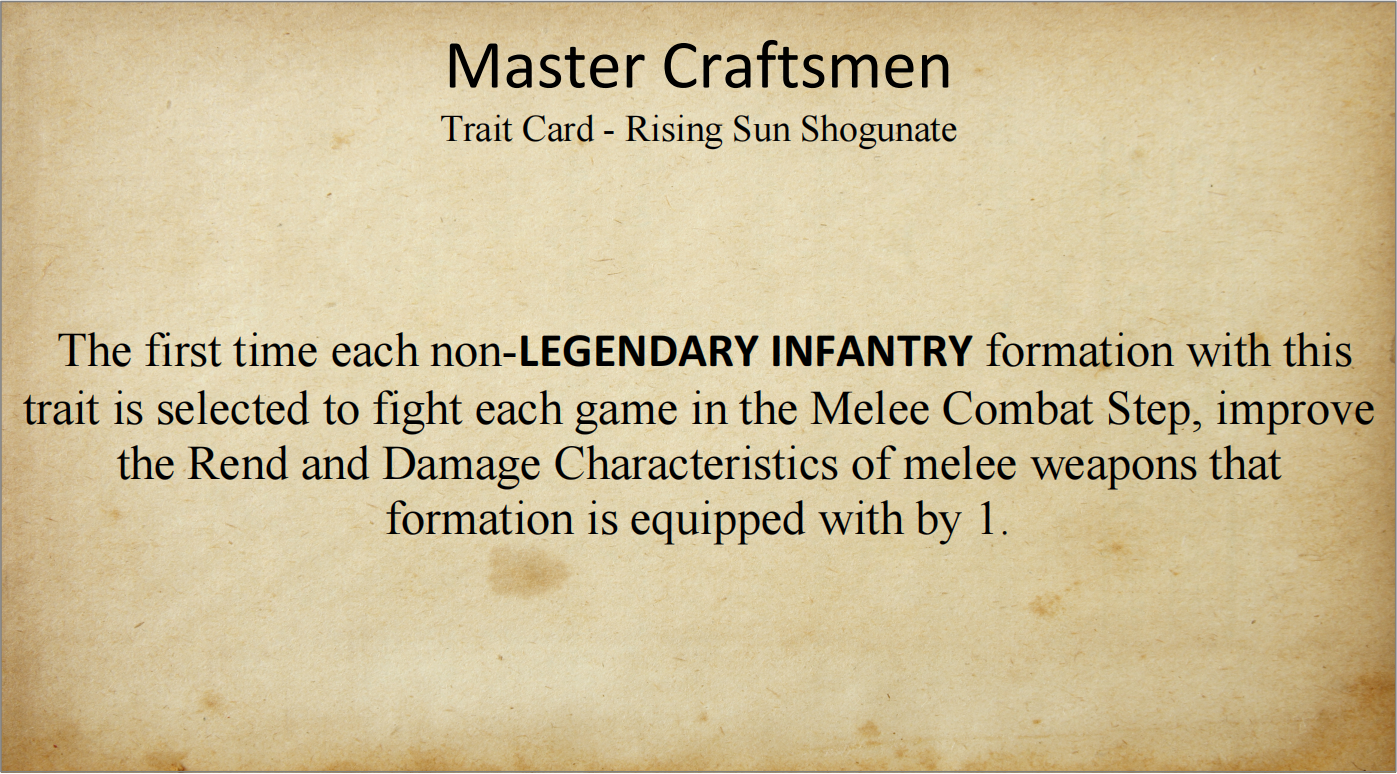 Master Craftsmen
Trait Card - Rising Sun Shogunate
The first time each non-LEGENDARY INFANTRY formation with this
trait is selected to fight each game in the Melee Combat Step, improve
the Rend and Damage Characteristics of melee weapons that
formation is equipped with by 1.